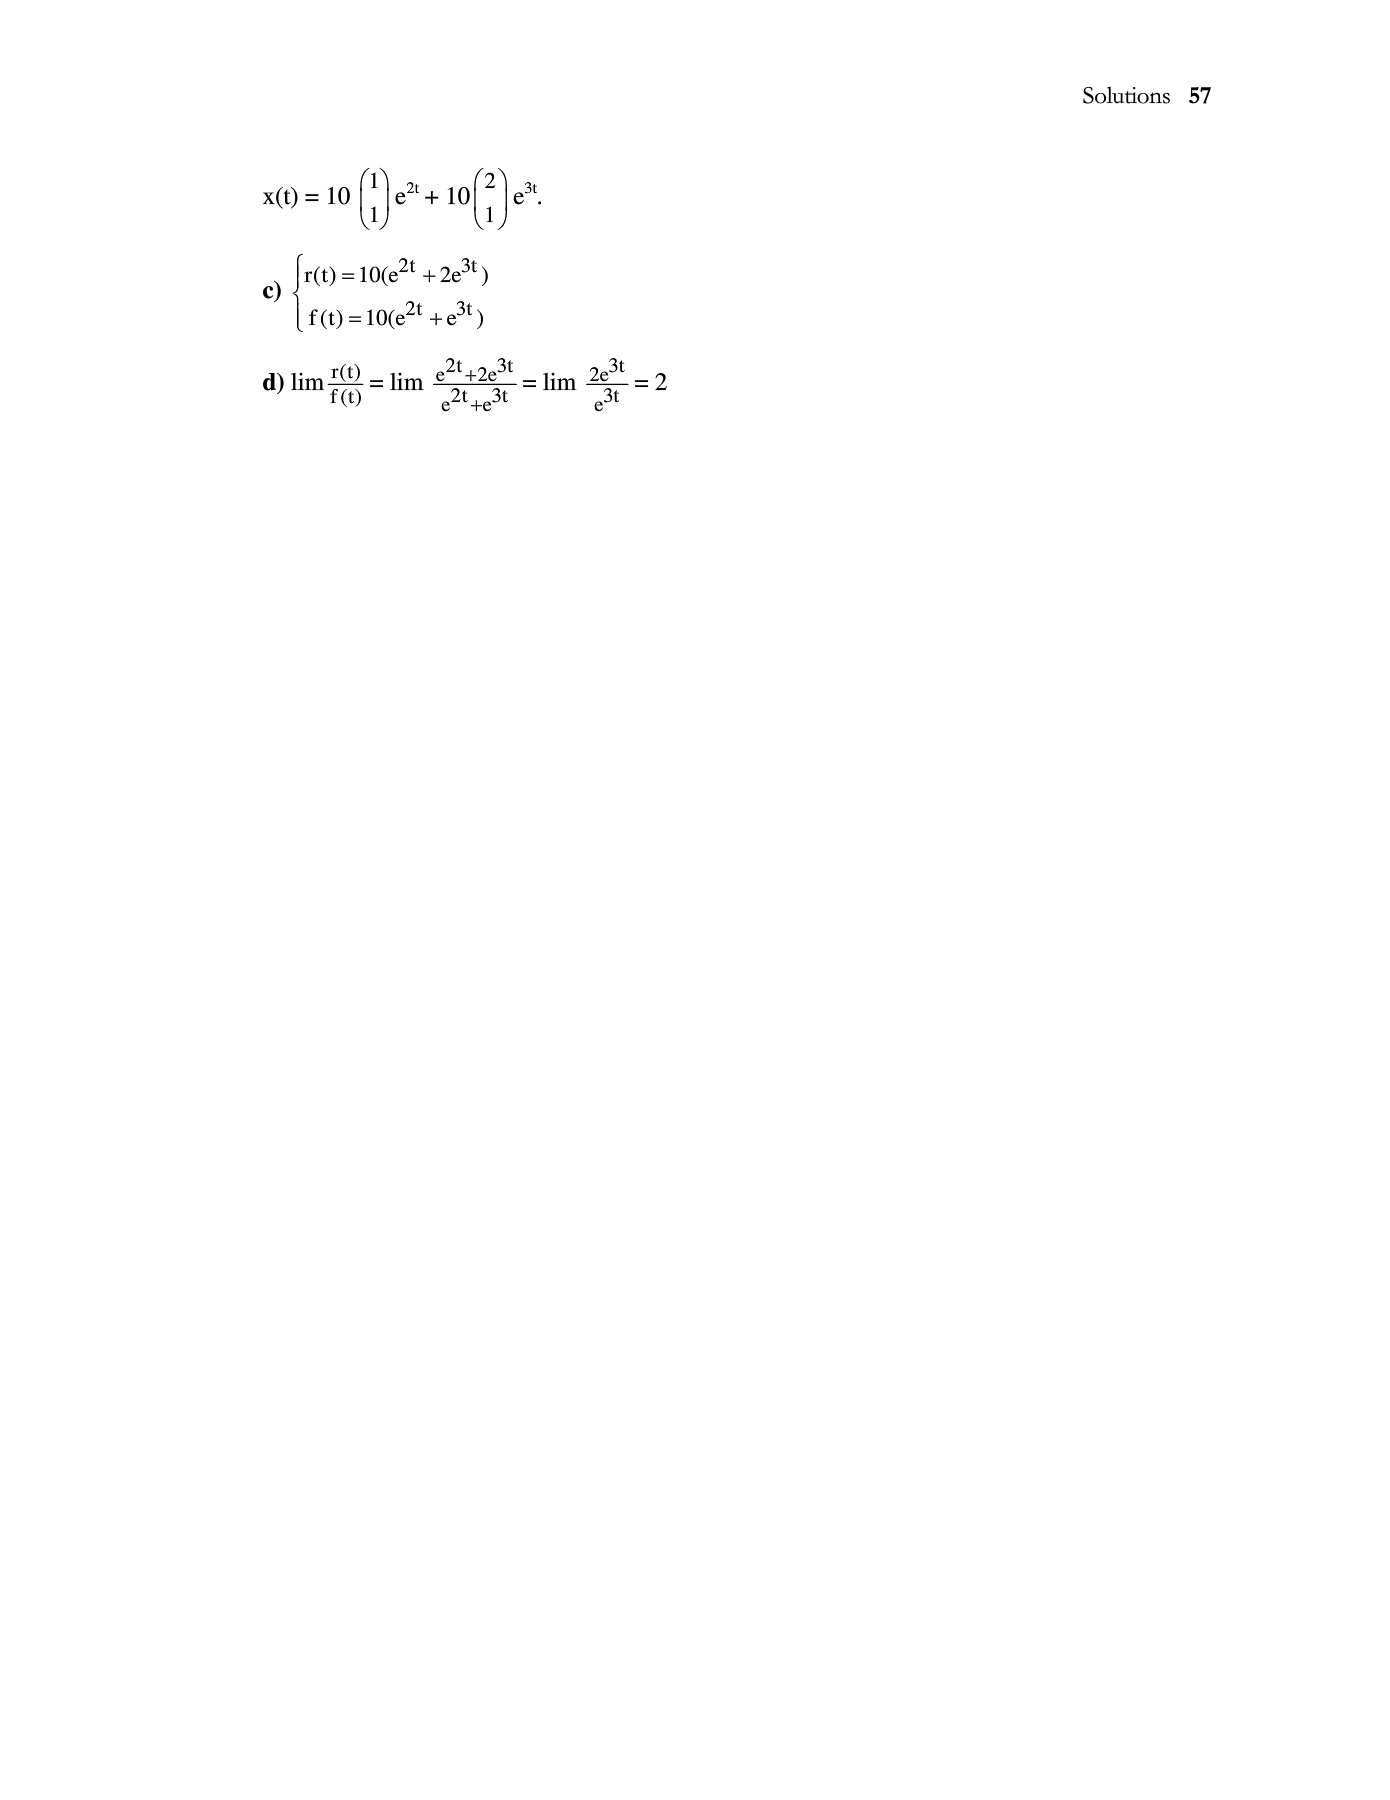 Solutions 57
x(t) = 10 \begin{pmatrix} 1 \\ 1 \end{pmatrix} e^{2t} + 10 \begin{pmatrix} 2 \\ 1 \end{pmatrix} e^{3t}.
c) \begin{cases} r(t) = 10(e^{2t} + 2e^{3t}) \\ f(t) = 10(e^{2t} + e^{3t}) \end{cases}
d) lim \frac{r(t)}{f(t)} = lim \frac{e^{2t}+2e^{3t}}{e^{2t}+e^{3t}} = lim \frac{2e^{3t}}{e^{3t}} = 2